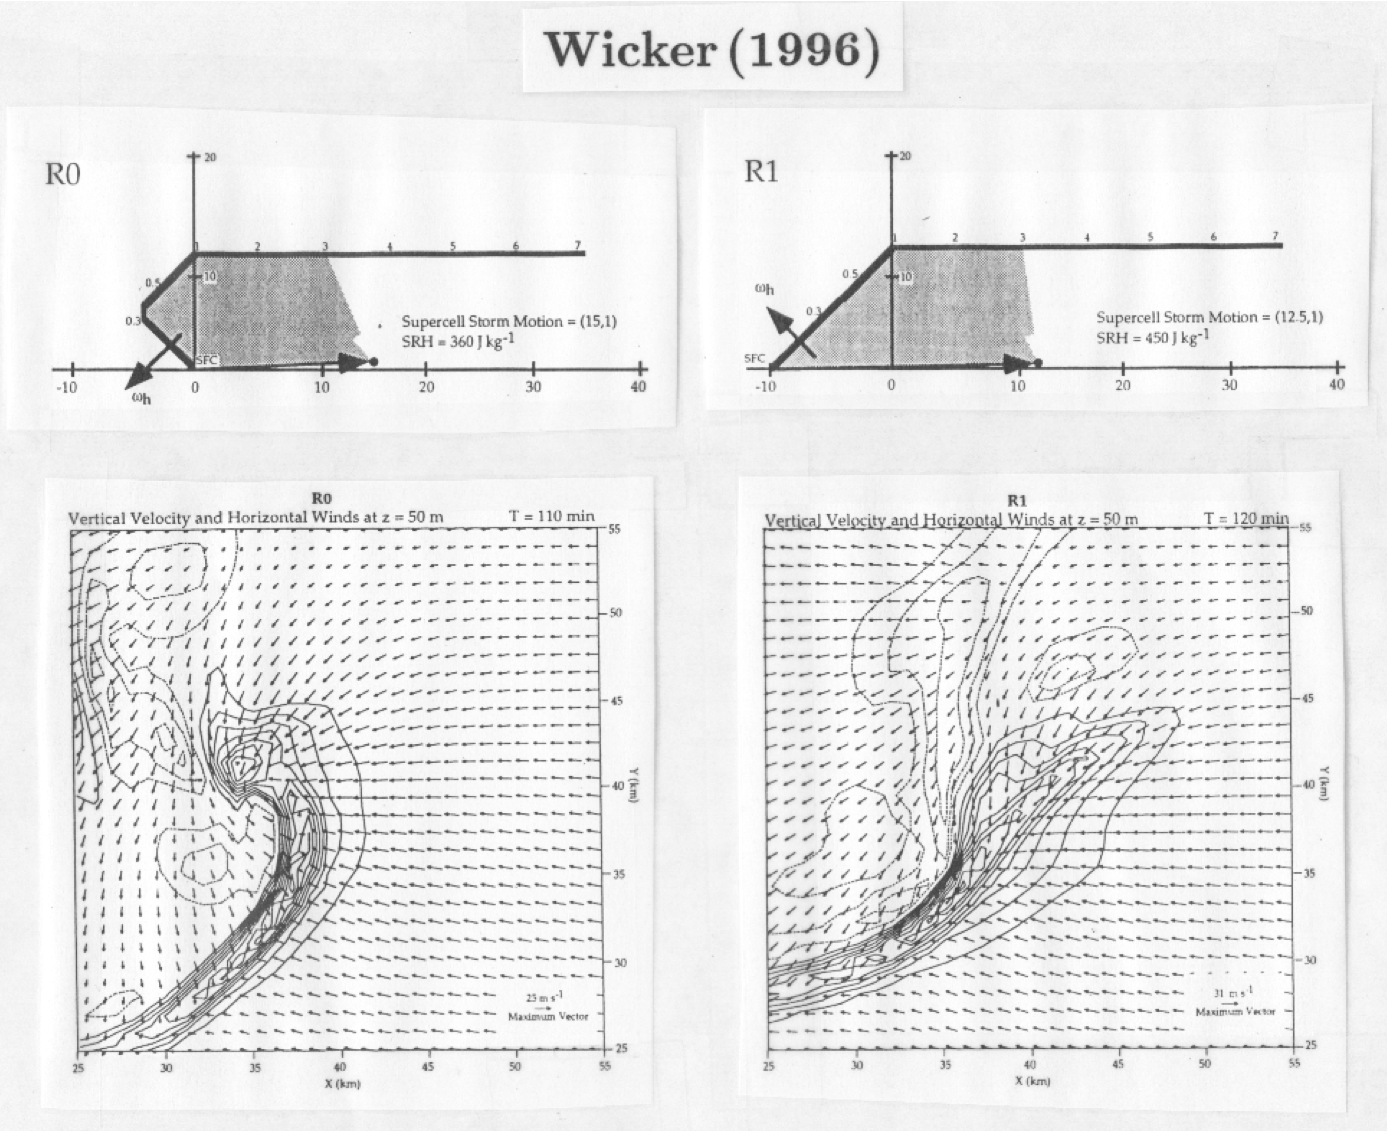 Wicker (1996)
R0
20
1 2 3 4 5 6 7
0.5
10
0.3
Supercell Storm Motion = (15,1)
SRH = 360 J kg⁻¹
SFC
-10 0 10 20 30 40
ωh
R1
20
1 2 3 4 5 6 7
0.5
10
ωh
0.3
Supercell Storm Motion = (12.5,1)
SRH = 450 J kg⁻¹
SFC
-10 0 10 20 30 40
R0
Vertical Velocity and Horizontal Winds at z = 50 m T = 110 min
55
50
45
40
Y (km)
35
30
25 m s⁻¹
Maximum Vector
25
25 30 35 40 45 50 55
X (km)
R1
Vertical Velocity and Horizontal Winds at z = 50 m T = 120 min
55
50
45
40
Y (km)
35
30
31 m s⁻¹
Maximum Vector
25
25 30 35 40 45 50 55
X (km)